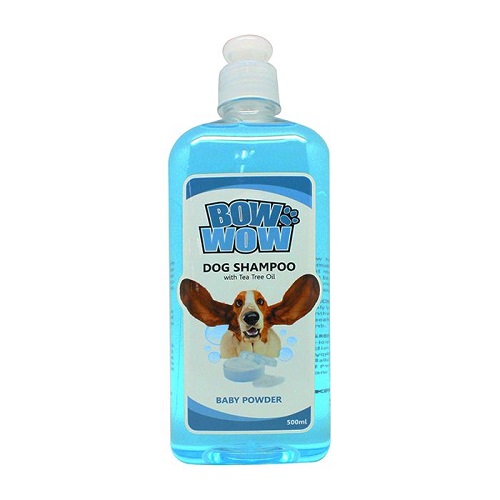 BOW
WOW
DOG SHAMPOO
with Tea Tree Oil
BABY POWDER
500ml